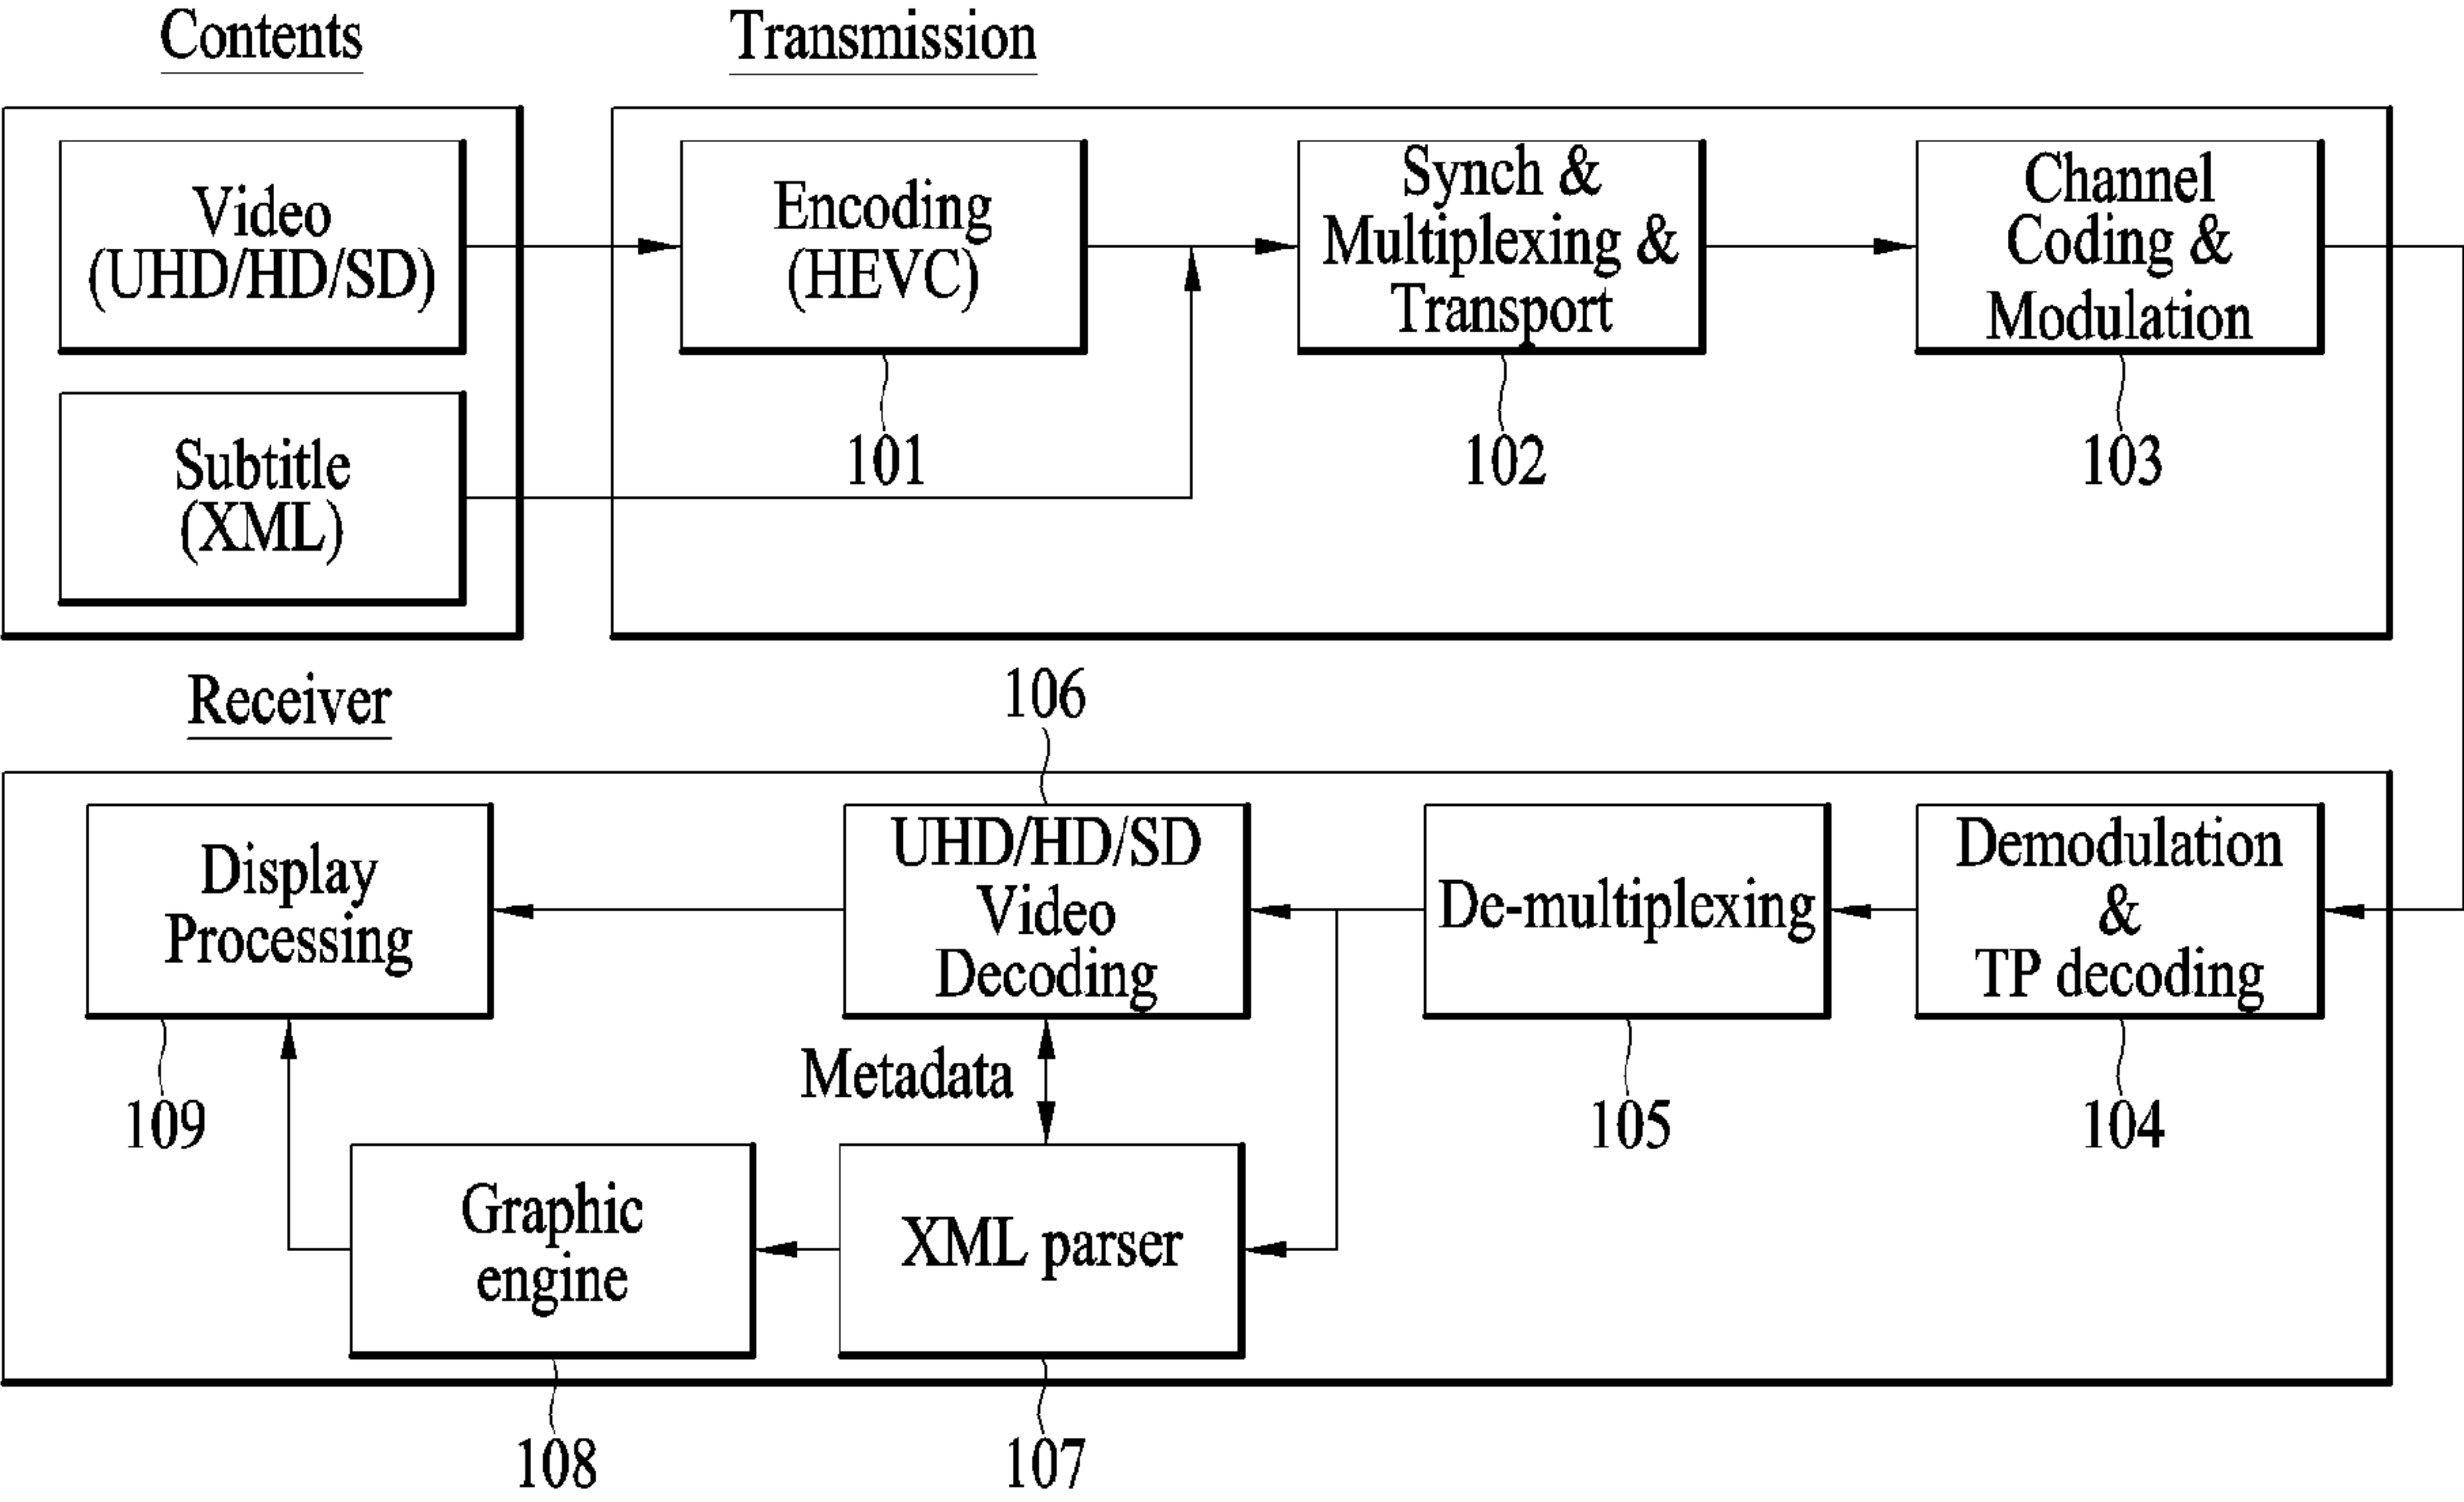 Contents
Transmission
Video
(UHD/HD/SD)
Encoding
(HEVC)
Synch &
Multiplexing &
Transport
Channel
Coding &
Modulation
101
102
103
Subtitle
(XML)
Receiver
106
Display
Processing
UHD/HD/SD
Video
Decoding
De-multiplexing
Demodulation
&
TP decoding
Metadata
109
105
104
Graphic
engine
XML parser
108
107